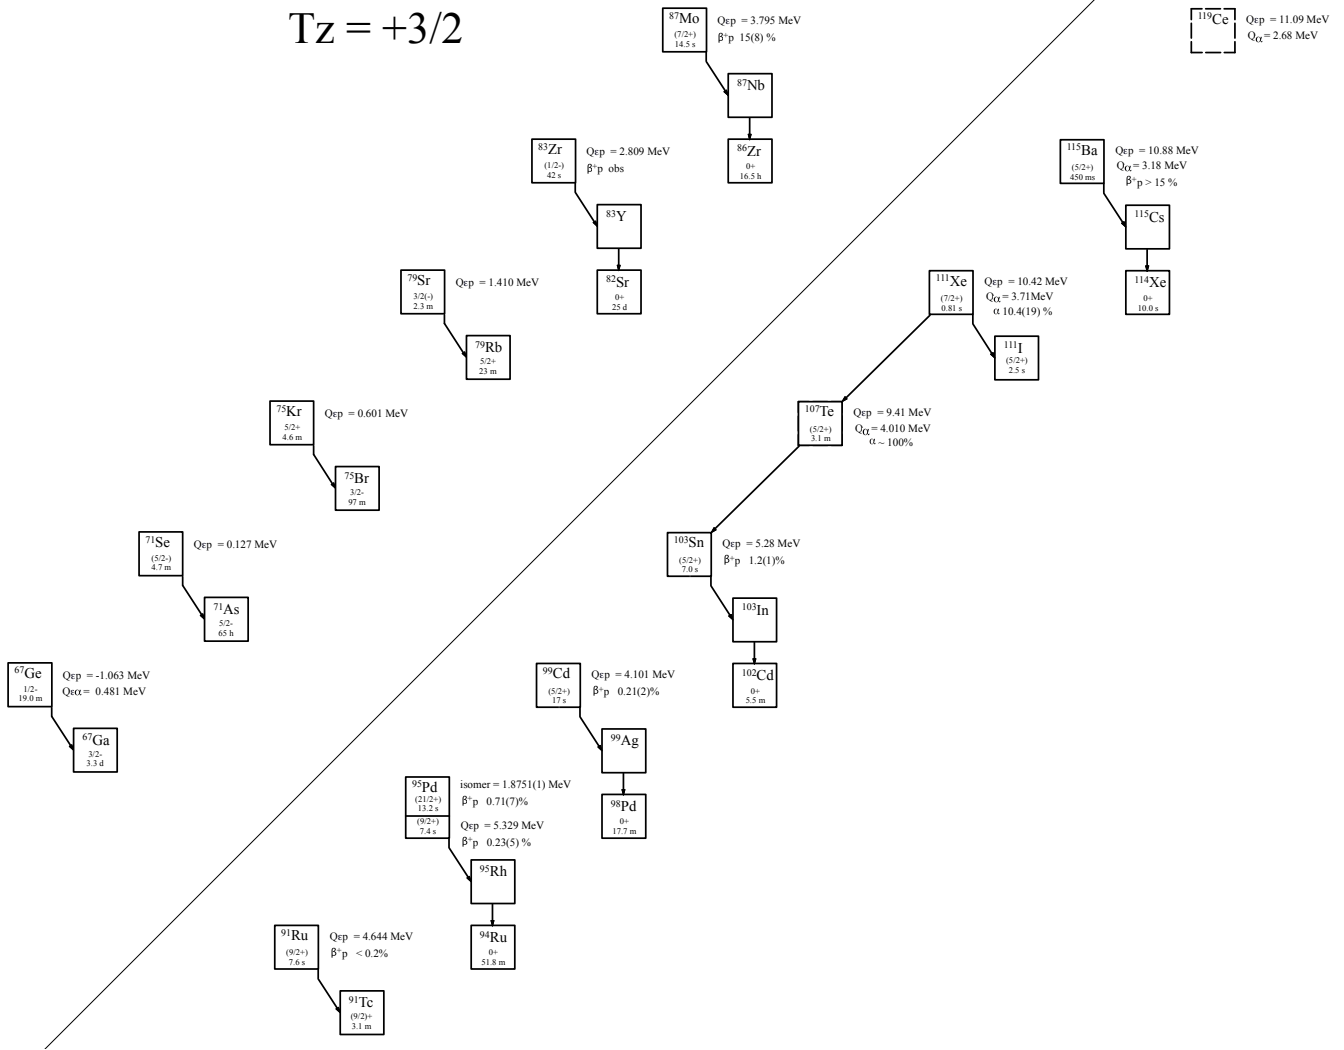 Tz = +3/2
⁸⁷Mo
(7/2+)
14.5 s
Qεp = 3.795 MeV
β⁺p 15(8) %
⁸⁷Nb
⁸⁶Zr
0+
16.5 h
¹¹⁹Ce
Qεp = 11.09 MeV
Qα = 2.68 MeV
⁸³Zr
(1/2-)
42 s
Qεp = 2.809 MeV
β⁺p obs
⁸³Y
⁸²Sr
0+
25 d
¹¹⁵Ba
(5/2+)
450 ms
Qεp = 10.88 MeV
Qα = 3.18 MeV
β⁺p > 15 %
¹¹⁵Cs
¹¹⁴Xe
0+
10.0 s
⁷⁹Sr
3/2(-)
2.3 m
Qεp = 1.410 MeV
⁷⁹Rb
5/2+
23 m
¹¹¹Xe
(7/2+)
0.81 s
Qεp = 10.42 MeV
Qα = 3.71MeV
α 10.4(19) %
¹¹¹I
(5/2+)
2.5 s
⁷⁵Kr
5/2+
4.6 m
Qεp = 0.601 MeV
⁷⁵Br
3/2-
97 m
¹⁰⁷Te
(5/2+)
3.1 m
Qεp = 9.41 MeV
Qα = 4.010 MeV
α ~ 100%
⁷¹Se
(5/2-)
4.7 m
Qεp = 0.127 MeV
⁷¹As
5/2-
65 h
¹⁰³Sn
(5/2+)
7.0 s
Qεp = 5.28 MeV
β⁺p 1.2(1)%
¹⁰³In
¹⁰²Cd
0+
5.5 m
⁶⁷Ge
1/2-
19.0 m
Qεp = -1.063 MeV
Qεα = 0.481 MeV
⁶⁷Ga
3/2-
3.3 d
⁹⁹Cd
(5/2+)
17 s
Qεp = 4.101 MeV
β⁺p 0.21(2)%
⁹⁹Ag
⁹⁸Pd
0+
17.7 m
⁹⁵Pd
(21/2+)
13.2 s
(9/2+)
7.4 s
isomer = 1.8751(1) MeV
β⁺p 0.71(7)%
Qεp = 5.329 MeV
β⁺p 0.23(5) %
⁹⁵Rh
⁹⁴Ru
0+
51.8 m
⁹¹Ru
(9/2+)
7.6 s
Qεp = 4.644 MeV
β⁺p < 0.2%
⁹¹Tc
(9/2)+
3.1 m